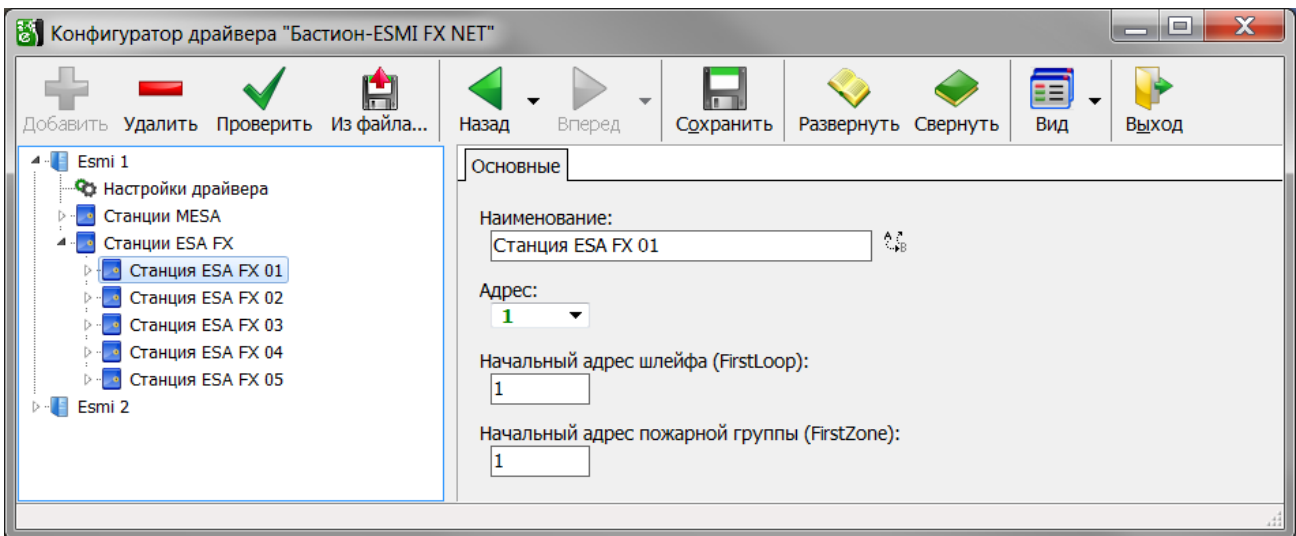 Конфигуратор драйвера "Бастион-ESMI FX NET"
Добавить Удалить Проверить Из файла... Назад Вперед Сохранить Развернуть Свернуть Вид Выход
Esmi 1
Настройки драйвера
Станции MESA
Станции ESA FX
Станция ESA FX 01
Станция ESA FX 02
Станция ESA FX 03
Станция ESA FX 04
Станция ESA FX 05
Esmi 2
Основные
Наименование:
Станция ESA FX 01
Адрес:
1
Начальный адрес шлейфа (FirstLoop):
1
Начальный адрес пожарной группы (FirstZone):
1